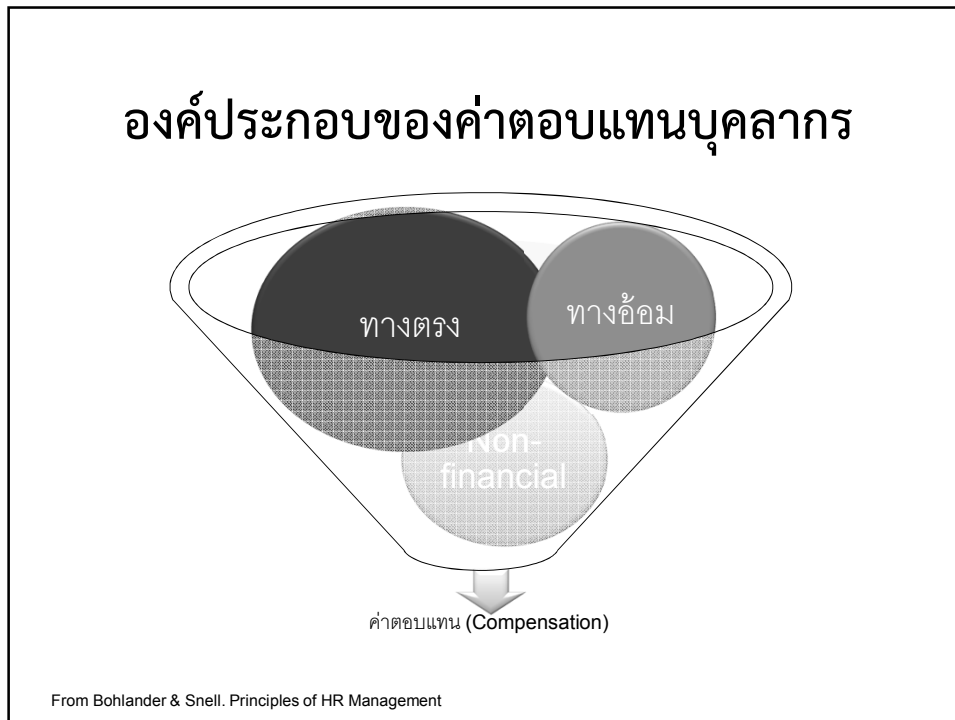 องค์ประกอบของค่าตอบแทนบุคลากร
ทางตรง
ทางอ้อม
Non-
financial
ค่าตอบแทน (Compensation)
From Bohlander & Snell. Principles of HR Management